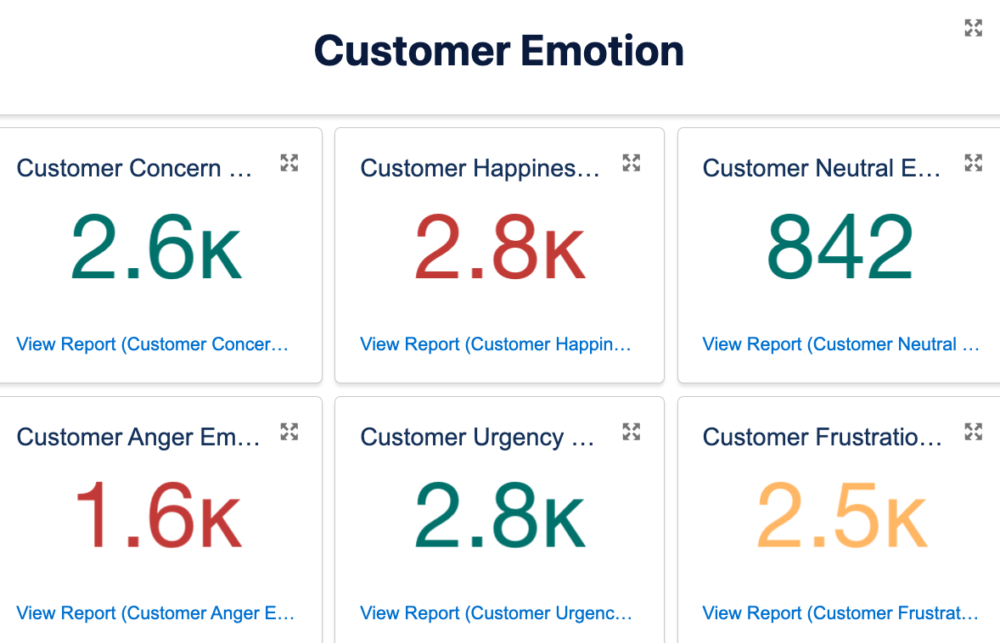 Customer Emotion
Customer Concern ...
Customer Happines...
Customer Neutral E...
2.6K
2.8K
842
View Report (Customer Concer...
View Report (Customer Happin...
View Report (Customer Neutral ...
Customer Anger Em...
Customer Urgency ...
Customer Frustratio...
1.6K
2.8K
2.5K
View Report (Customer Anger E...
View Report (Customer Urgenc...
View Report (Customer Frustrat...